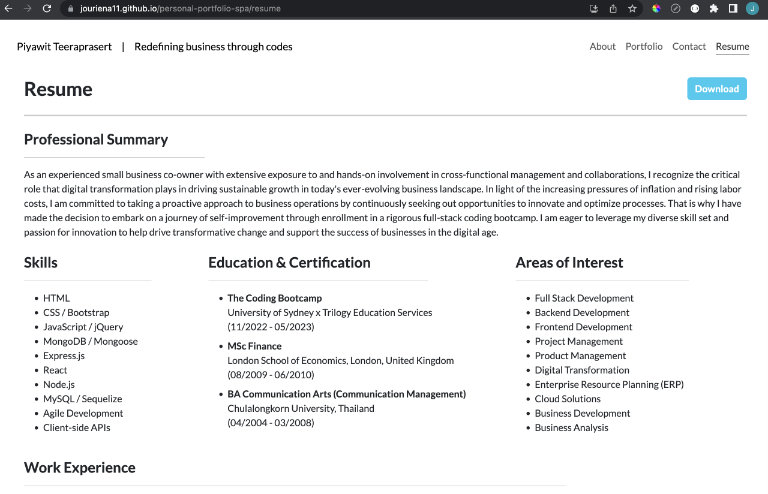 jouriena11.github.io/personal-portfolio-spa/resume
J
Piyawit Teeraprasert | Redefining business through codes
About Portfolio Contact Resume
Resume
Download
Professional Summary
As an experienced small business co-owner with extensive exposure to and hands-on involvement in cross-functional management and collaborations, I recognize the critical
role that digital transformation plays in driving sustainable growth in today's ever-evolving business landscape. In light of the increasing pressures of inflation and rising labor
costs, I am committed to taking a proactive approach to business operations by continuously seeking out opportunities to innovate and optimize processes. That is why I have
made the decision to embark on a journey of self-improvement through enrollment in a rigorous full-stack coding bootcamp. I am eager to leverage my diverse skill set and
passion for innovation to help drive transformative change and support the success of businesses in the digital age.
Skills
• HTML
• CSS / Bootstrap
• JavaScript / jQuery
• MongoDB / Mongoose
• Express.js
• React
• Node.js
• MySQL / Sequelize
• Agile Development
• Client-side APIs
Education & Certification
• The Coding Bootcamp
University of Sydney x Trilogy Education Services
(11/2022 - 05/2023)
• MSc Finance
London School of Economics, London, United Kingdom
(08/2009 - 06/2010)
• BA Communication Arts (Communication Management)
Chulalongkorn University, Thailand
(04/2004 - 03/2008)
Areas of Interest
• Full Stack Development
• Backend Development
• Frontend Development
• Project Management
• Product Management
• Digital Transformation
• Enterprise Resource Planning (ERP)
• Cloud Solutions
• Business Development
• Business Analysis
Work Experience